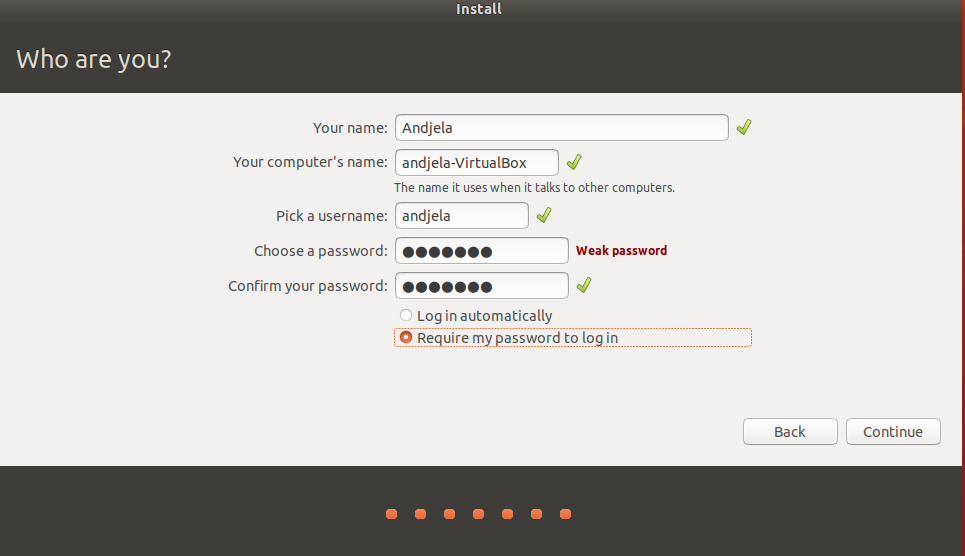 Install
Who are you?
Your name: Andjela
Your computer's name: andjela-VirtualBox
The name it uses when it talks to other computers.
Pick a username: andjela
Choose a password: ●●●●●●● Weak password
Confirm your password: ●●●●●●●
Log in automatically
Require my password to log in
Back Continue